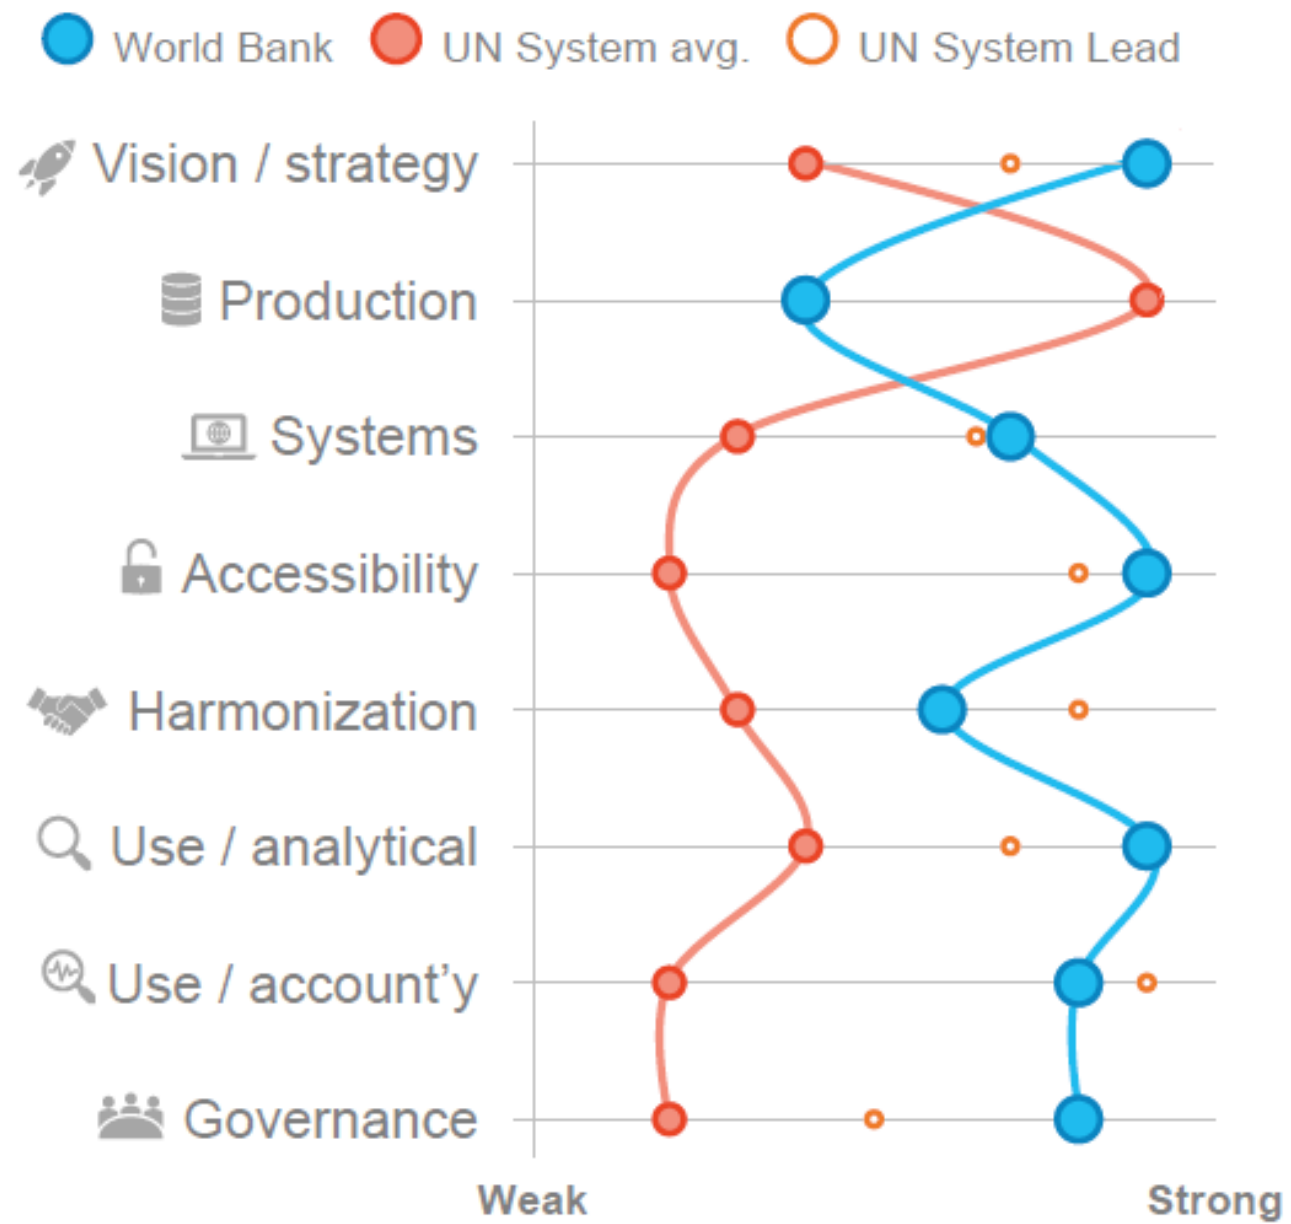 World Bank UN System avg. UN System Lead
Vision / strategy
Production
Systems
Accessibility
Harmonization
Use / analytical
Use / account’y
Governance
Weak Strong